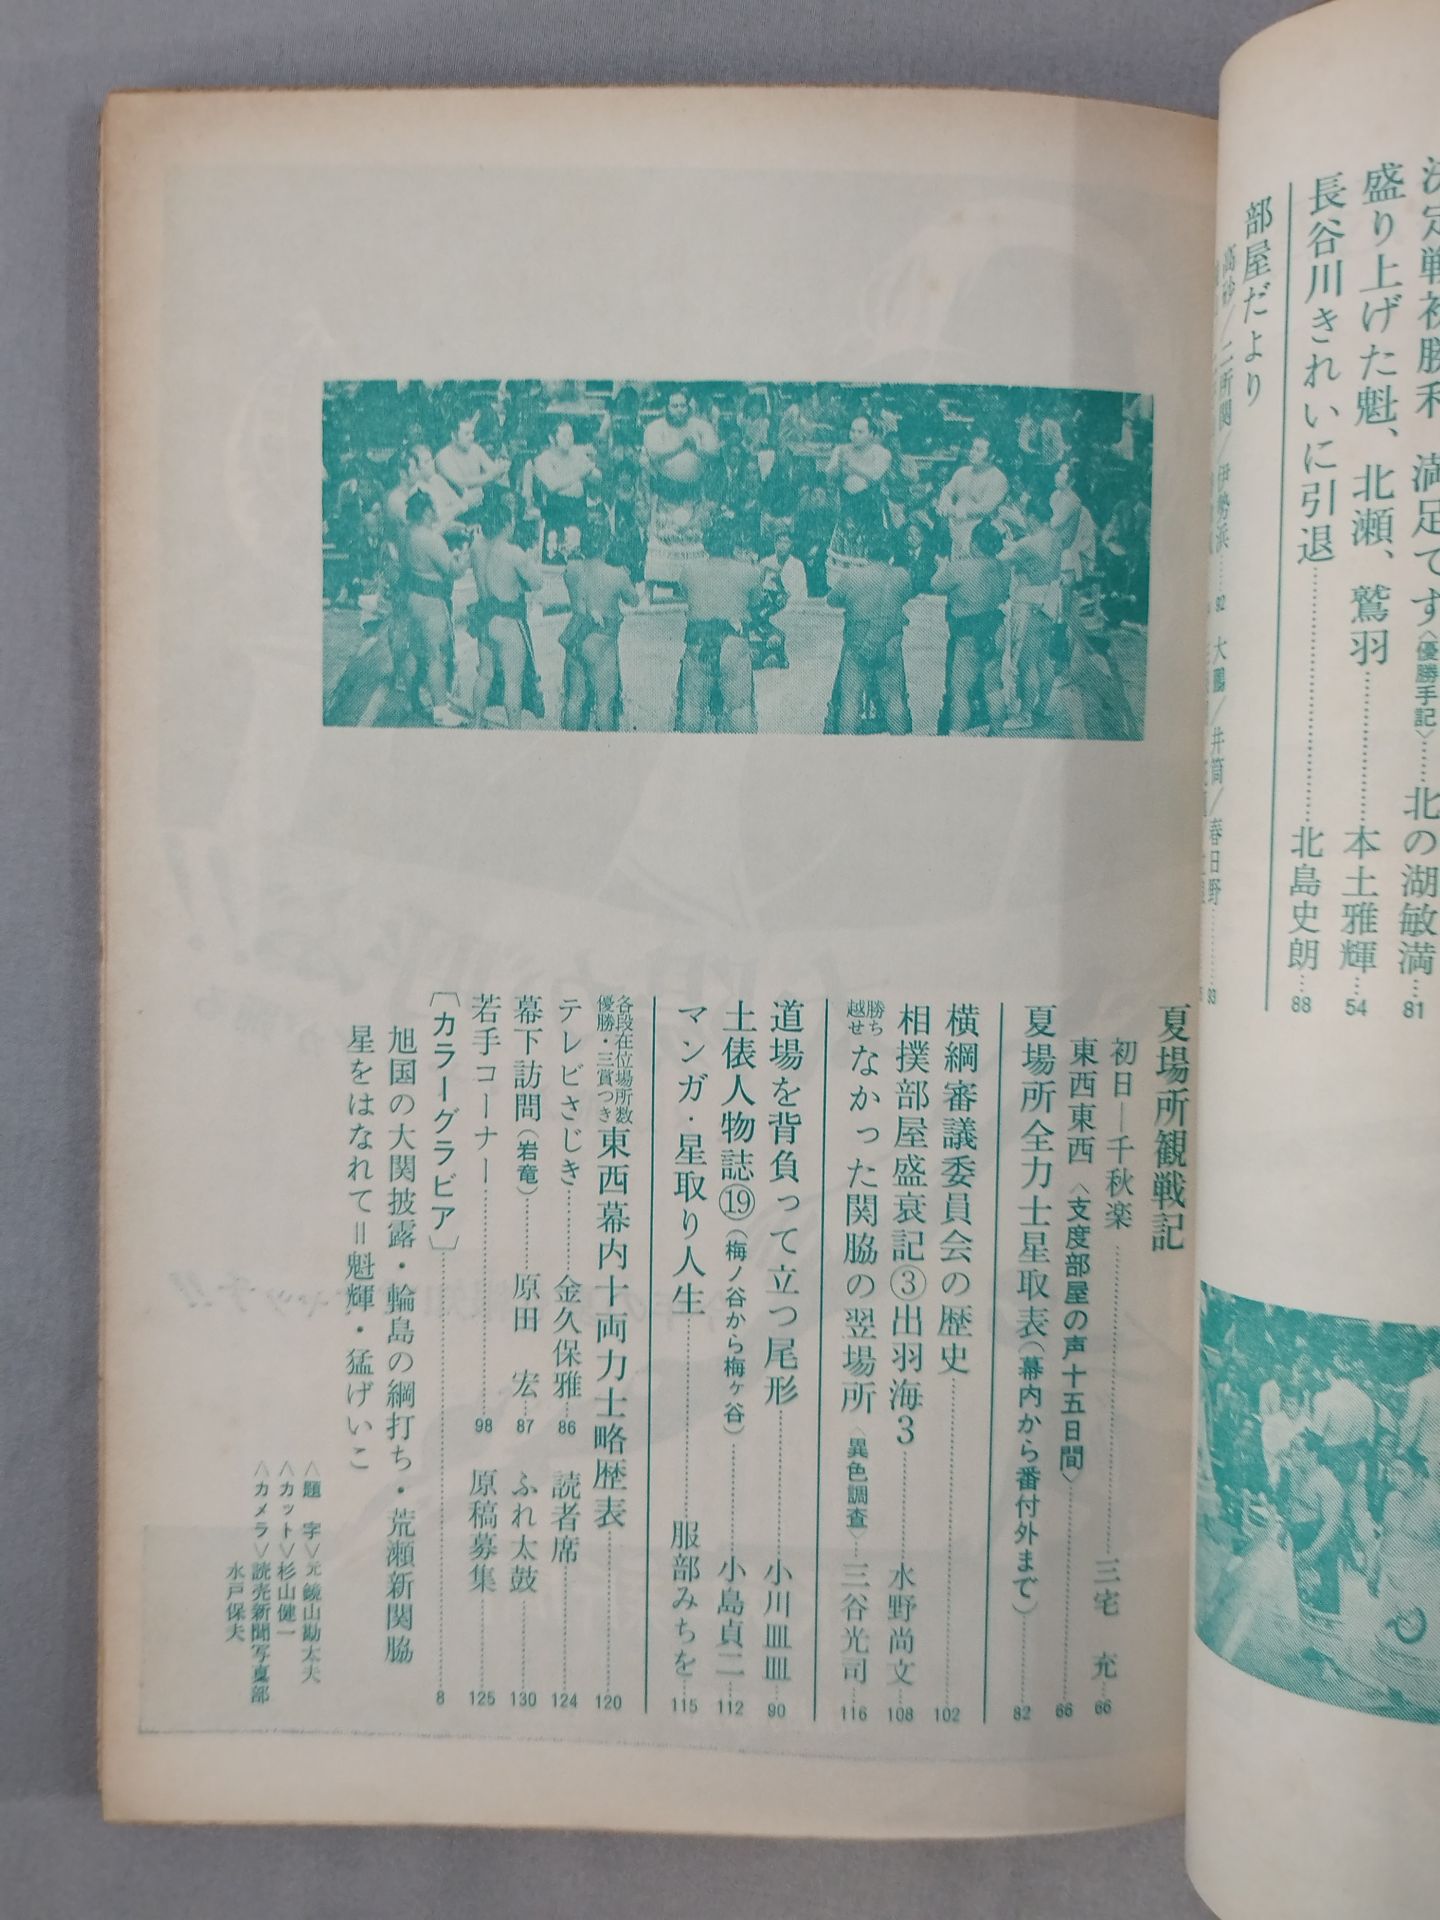 決定戦初勝利 満足です〈優勝手記〉……北の湖敏満…81
盛り上げた魁、北瀬、鷲羽……本土雅輝…54
長谷川きれいに引退……北島史朗…88
部屋だより
高砂／二所関／伊勢浜……92 大鵬／井筒／春日野……93
夏場所観戦記
初日―千秋楽……三宅 充…66
東西東西〈支度部屋の声十五日間〉……66
夏場所全力士星取表（幕内から番付外まで）……82
横綱審議委員会の歴史……102
相撲部屋盛衰記③出羽海3……水野尚文…108
勝ち越せなかった関脇の翌場所〈異色調査〉…三谷光司…116
道場を背負って立つ尾形……小川皿皿…90
土俵人物誌⑲（梅ノ谷から梅ヶ谷）……小島貞二…112
マンガ・星取り人生……服部みちを…115
各段在位場所数優勝・三賞つき東西幕内十両力士略歴表……120
テレビさじき……金久保雅…86 読者席……124
幕下訪問（岩竜）……原田 宏…87 ふれ太鼓……130
若手コーナー……98 原稿募集……125
〔カラーグラビア〕……8
旭国の大関披露・輪島の綱打ち・荒瀬新関脇
星をはなれて＝魁輝・猛げいこ
〈題 字〉元 鏡山勘太夫
〈カット〉杉山健一
〈カメラ〉読売新聞写真部
水戸保夫